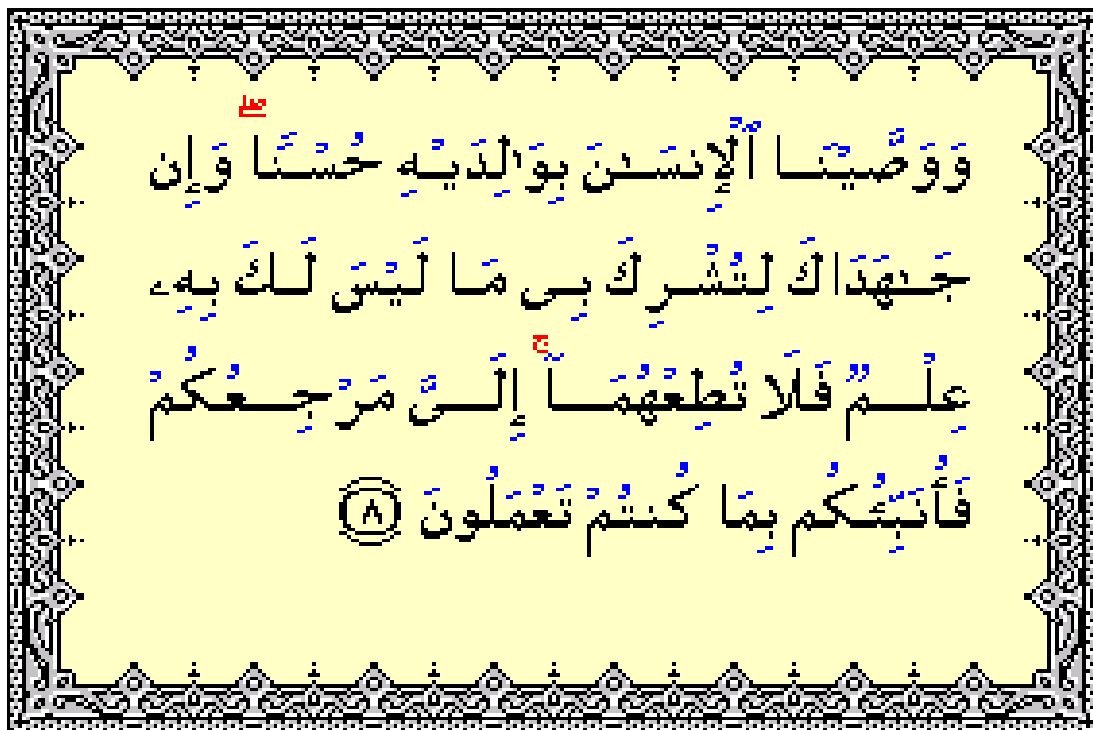 وَوَصَّيْنَا ٱلْإِنسَـٰنَ بِوَٰلِدَيْهِ حُسْنًا ۖ وَإِن
جَـٰهَدَاكَ لِتُشْرِكَ بِى مَا لَيْسَ لَكَ بِهِۦ
عِلْمٌ فَلَا تُطِعْهُمَآ ۚ إِلَىَّ مَرْجِعُكُمْ
فَأُنَبِّئُكُم بِمَا كُنتُمْ تَعْمَلُونَ ٨